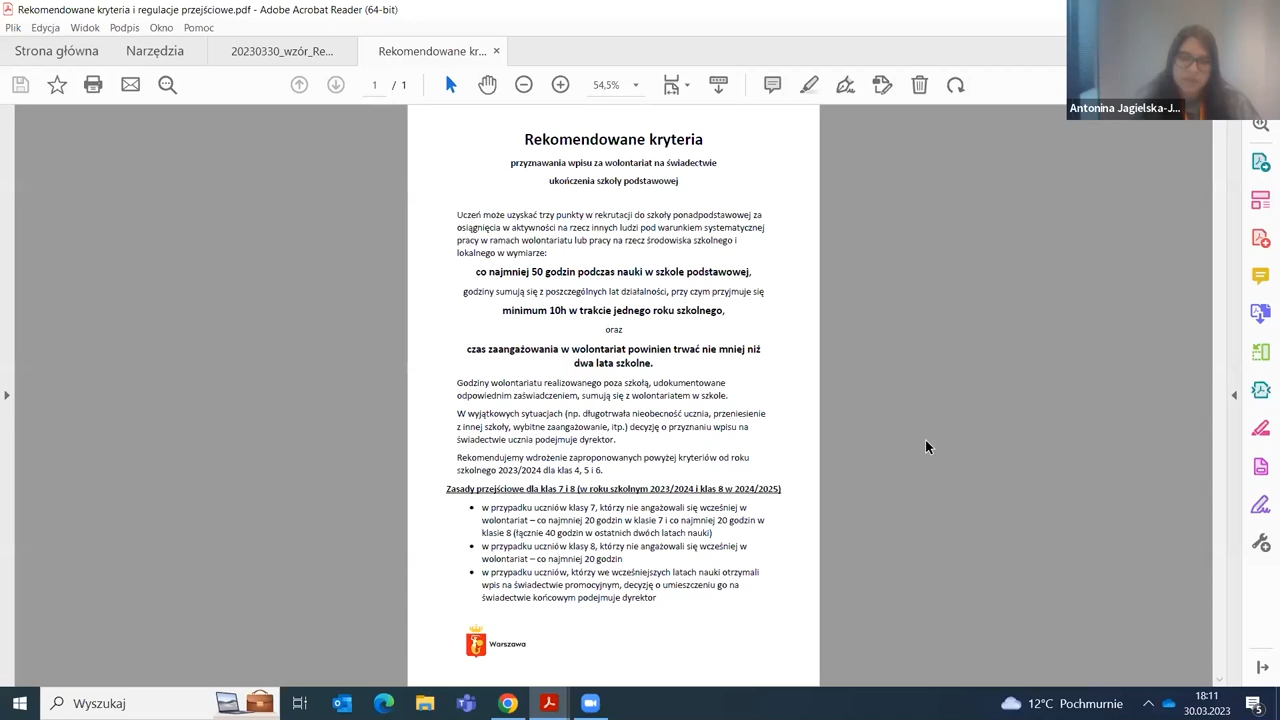 Rekomendowane kryteria i regulacje przejściowe.pdf - Adobe Acrobat Reader (64-bit)
Plik Edycja Widok Podpis Okno Pomoc
Strona główna Narzędzia 20230330_wzór_Re... Rekomendowane kr... ×
1 / 1 54,5%
Antonina Jagielska-J...
Rekomendowane kryteria
przyznawania wpisu za wolontariat na świadectwie
ukończenia szkoły podstawowej
Uczeń może uzyskać trzy punkty w rekrutacji do szkoły ponadpodstawowej za
osiągnięcia w aktywności na rzecz innych ludzi pod warunkiem systematycznej
pracy w ramach wolontariatu lub pracy na rzecz środowiska szkolnego i
lokalnego w wymiarze:
co najmniej 50 godzin podczas nauki w szkole podstawowej,
godziny sumują się z poszczególnych lat działalności, przy czym przyjmuje się
minimum 10h w trakcie jednego roku szkolnego,
oraz
czas zaangażowania w wolontariat powinien trwać nie mniej niż
dwa lata szkolne.
Godziny wolontariatu realizowanego poza szkołą, udokumentowane
odpowiednim zaświadczeniem, sumują się z wolontariatem w szkole.
W wyjątkowych sytuacjach (np. długotrwała nieobecność ucznia, przeniesienie
z innej szkoły, wybitne zaangażowanie, itp.) decyzję o przyznaniu wpisu na
świadectwie ucznia podejmuje dyrektor.
Rekomendujemy wdrożenie zaproponowanych powyżej kryteriów od roku
szkolnego 2023/2024 dla klas 4, 5 i 6.
Zasady przejściowe dla klas 7 i 8 (w roku szkolnym 2023/2024 i klas 8 w 2024/2025)
• w przypadku uczniów klasy 7, którzy nie angażowali się wcześniej w
wolontariat – co najmniej 20 godzin w klasie 7 i co najmniej 20 godzin w
klasie 8 (łącznie 40 godzin w ostatnich dwóch latach nauki)
• w przypadku uczniów klasy 8, którzy nie angażowali się wcześniej w
wolontariat – co najmniej 20 godzin
• w przypadku uczniów, którzy we wcześniejszych latach nauki otrzymali
wpis na świadectwie promocyjnym, decyzję o umieszczeniu go na
świadectwie końcowym podejmuje dyrektor
Warszawa
Wyszukaj
12°C Pochmurnie
18:11
30.03.2023
5